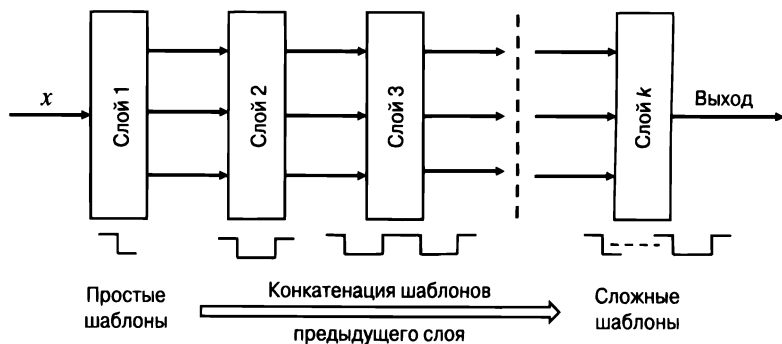 x
Слой 1
Слой 2
Слой 3
Слой k
Выход
Простые
шаблоны
Конкатенация шаблонов
предыдущего слоя
Сложные
шаблоны